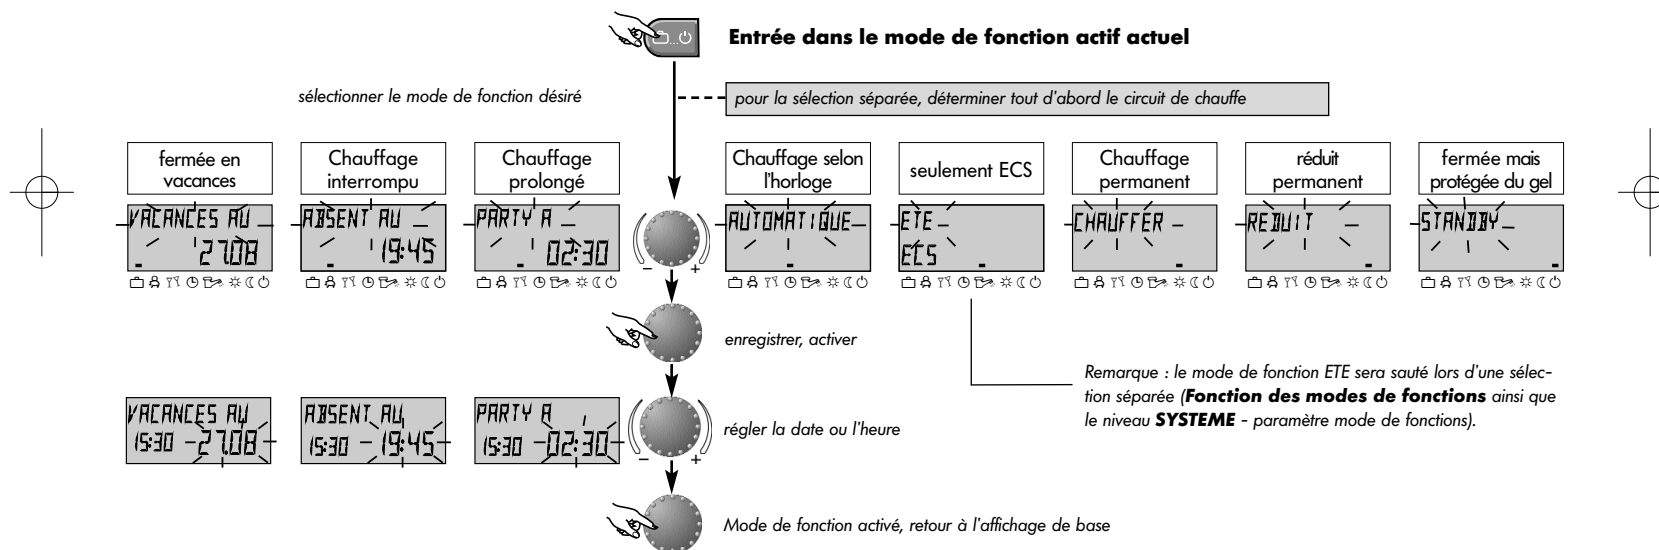 Entrée dans le mode de fonction actif actuel
sélectionner le mode de fonction désiré
pour la sélection séparée, déterminer tout d'abord le circuit de chauffe
fermée en
vacances
Chauffage
interrompu
Chauffage
prolongé
Chauffage selon
l'horloge
seulement ECS
Chauffage
permanent
réduit
permanent
fermée mais
protégée du gel
VACANCES AU
27.08
ABSENT AU
19:45
PARTY A
02:30
AUTOMATIQUE
ETE
ECS
CHAUFFER
REDUIT
STANDBY
- +
enregistrer, activer
Remarque : le mode de fonction ETE sera sauté lors d'une sélec-
tion séparée (Fonction des modes de fonctions ainsi que
le niveau SYSTEME - paramètre mode de fonctions).
VACANCES AU
15:30 27.08
ABSENT AU
15:30 19:45
PARTY A
15:30 02:30
régler la date ou l'heure
- +
Mode de fonction activé, retour à l'affichage de base